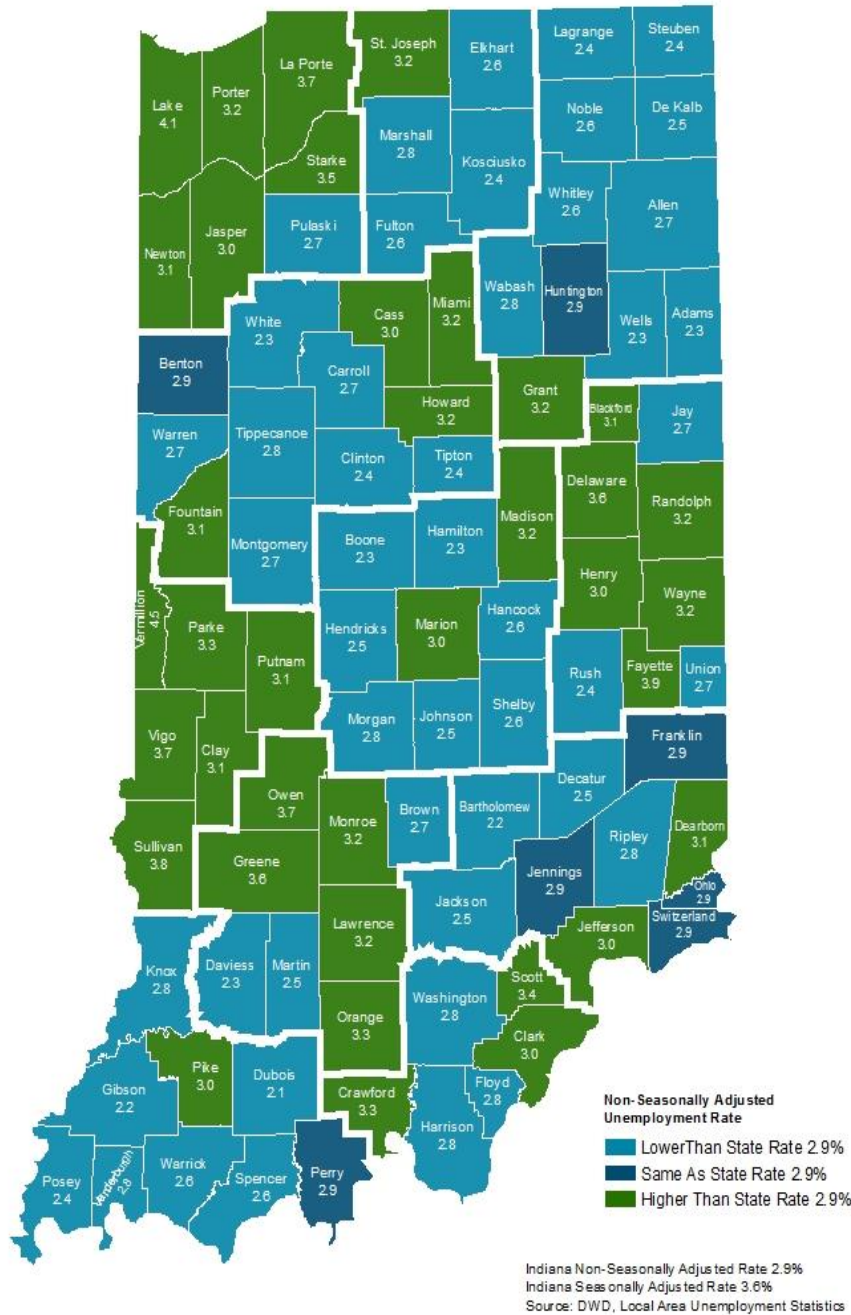 St. Joseph
3.2
Elkhart
2.6
Lagrange
2.4
Steuben
2.4
La Porte
3.7
Porter
3.2
Lake
4.1
Noble
2.6
De Kalb
2.5
Marshall
2.8
Kosciusko
2.4
Starke
3.5
Whitley
2.6
Allen
2.7
Pulaski
2.7
Fulton
2.6
Jasper
3.0
Newton
3.1
Wabash
2.8
Huntington
2.9
Wells
2.3
Adams
2.3
White
2.3
Cass
3.0
Miami
3.2
Benton
2.9
Carroll
2.7
Grant
3.2
Howard
3.2
Blackford
3.1
Jay
2.7
Warren
2.7
Tippecanoe
2.8
Clinton
2.4
Tipton
2.4
Delaware
3.6
Randolph
3.2
Fountain
3.1
Madison
3.2
Montgomery
2.7
Boone
2.3
Hamilton
2.3
Henry
3.0
Wayne
3.2
Vermillion
4.5
Parke
3.3
Putnam
3.1
Hendricks
2.5
Marion
3.0
Hancock
2.6
Rush
2.4
Fayette
3.9
Union
2.7
Vigo
3.7
Clay
3.1
Morgan
2.8
Johnson
2.5
Shelby
2.6
Franklin
2.9
Owen
3.7
Monroe
3.2
Brown
2.7
Bartholomew
2.2
Decatur
2.5
Ripley
2.8
Dearborn
3.1
Sullivan
3.8
Greene
3.6
Jennings
2.9
Ohio
2.9
Switzerland
2.9
Jackson
2.5
Lawrence
3.2
Jefferson
3.0
Knox
2.8
Daviess
2.3
Martin
2.5
Scott
3.4
Washington
2.8
Orange
3.3
Clark
3.0
Pike
3.0
Dubois
2.1
Gibson
2.2
Crawford
3.3
Floyd
2.8
Harrison
2.8
Posey
2.4
Vanderburgh
2.8
Warrick
2.6
Spencer
2.6
Perry
2.9
Non-Seasonally Adjusted
Unemployment Rate
LowerThan State Rate 2.9%
Same As State Rate 2.9%
Higher Than State Rate 2.9%
Indiana Non-Seasonally Adjusted Rate 2.9%
Indiana Seasonally Adjusted Rate 3.6%
Source: DWD, Local Area Unemployment Statistics